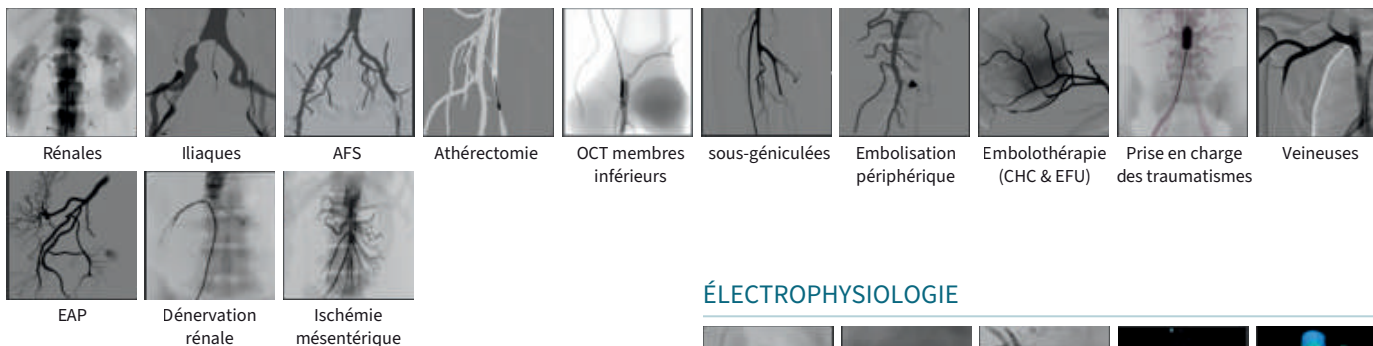 Rénales
Iliaques
AFS
Athérectomie
OCT membres
inférieurs
sous-géniculées
Embolisation
périphérique
Embolothérapie
(CHC & EFU)
Prise en charge
des traumatismes
Veineuses
EAP
Dénervation
rénale
Ischémie
mésentérique
ÉLECTROPHYSIOLOGIE